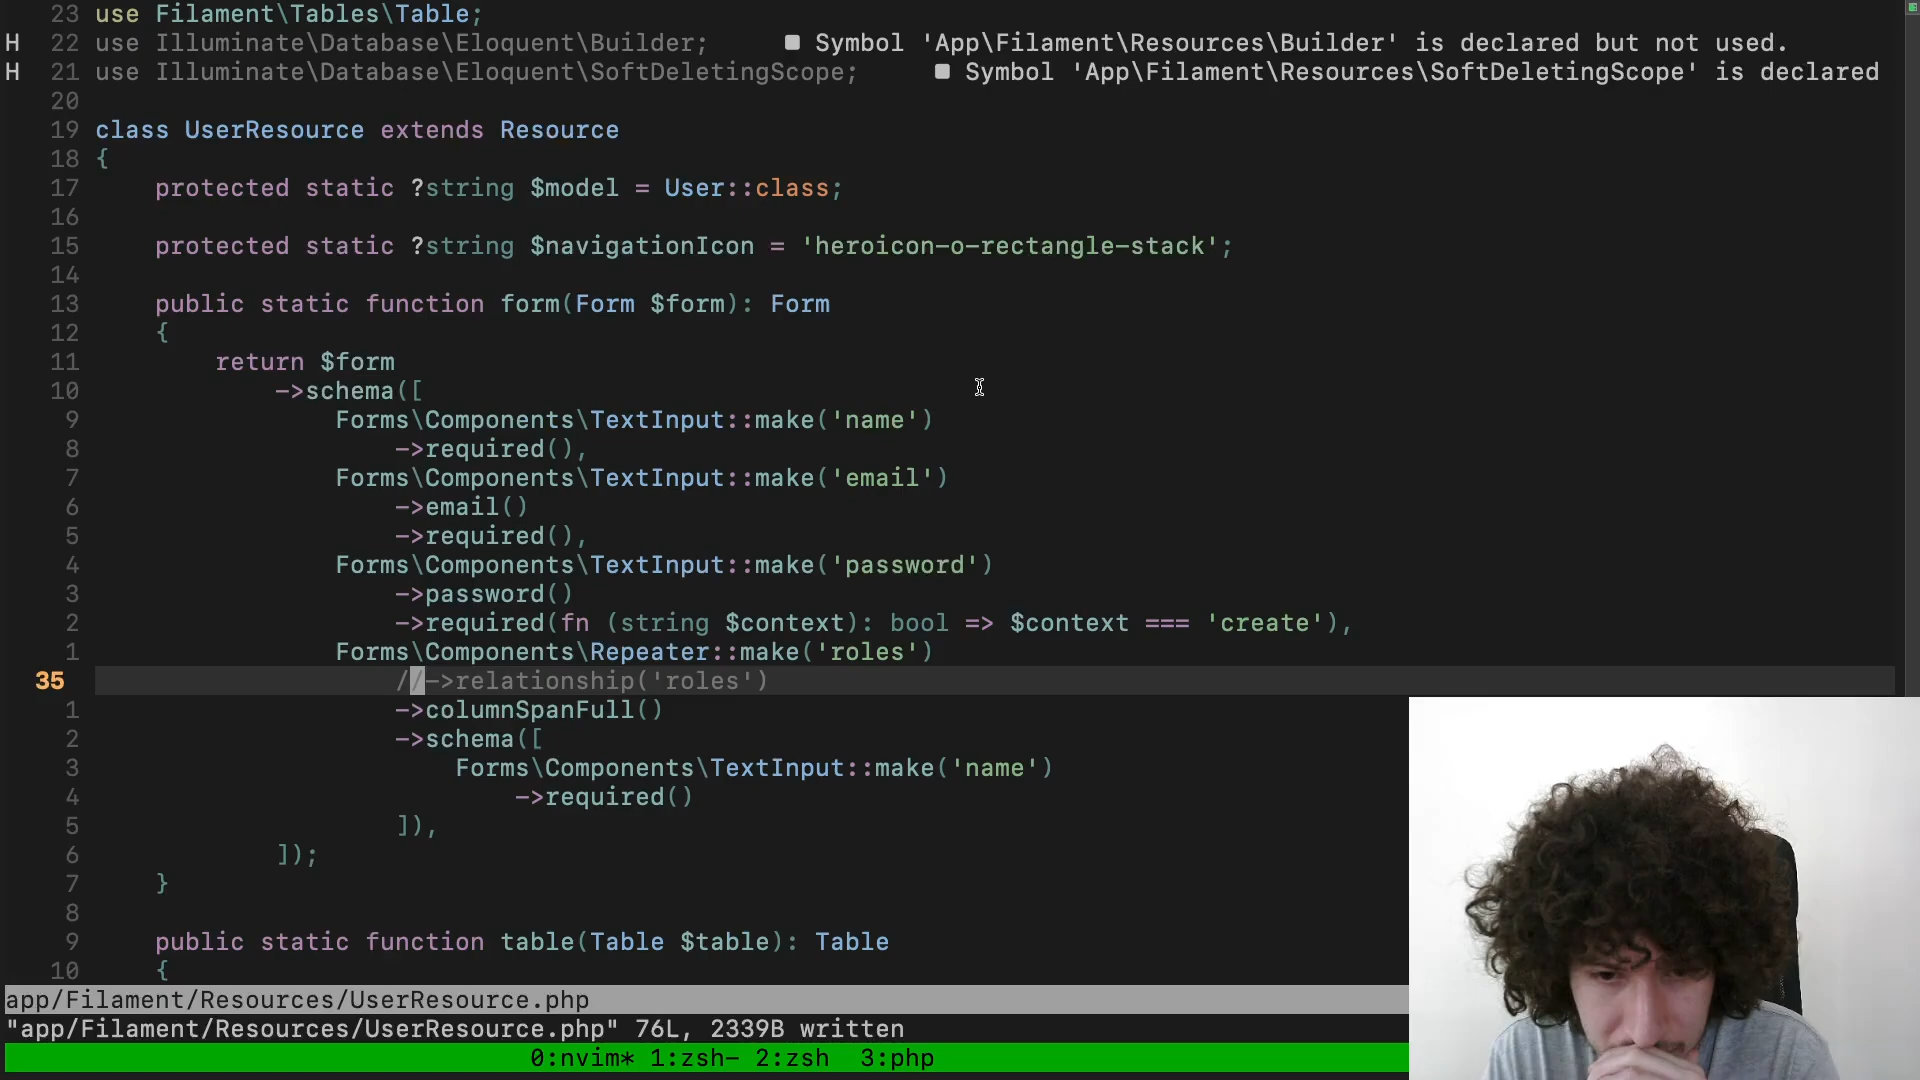 23 use Filament\Tables\Table;
H 22 use Illuminate\Database\Eloquent\Builder; ■ Symbol 'App\Filament\Resources\Builder' is declared but not used.
H 21 use Illuminate\Database\Eloquent\SoftDeletingScope; ■ Symbol 'App\Filament\Resources\SoftDeletingScope' is declared
20
19 class UserResource extends Resource
18 {
17 protected static ?string $model = User::class;
16
15 protected static ?string $navigationIcon = 'heroicon-o-rectangle-stack';
14
13 public static function form(Form $form): Form
12 {
11 return $form
10 ->schema([
9 Forms\Components\TextInput::make('name')
8 ->required(),
7 Forms\Components\TextInput::make('email')
6 ->email()
5 ->required(),
4 Forms\Components\TextInput::make('password')
3 ->password()
2 ->required(fn (string $context): bool => $context === 'create'),
1 Forms\Components\Repeater::make('roles')
35 //->relationship('roles')
1 ->columnSpanFull()
2 ->schema([
3 Forms\Components\TextInput::make('name')
4 ->required()
5 ]),
6 ]);
7 }
8
9 public static function table(Table $table): Table
10 {
app/Filament/Resources/UserResource.php
"app/Filament/Resources/UserResource.php" 76L, 2339B written
0:nvim* 1:zsh- 2:zsh 3:php